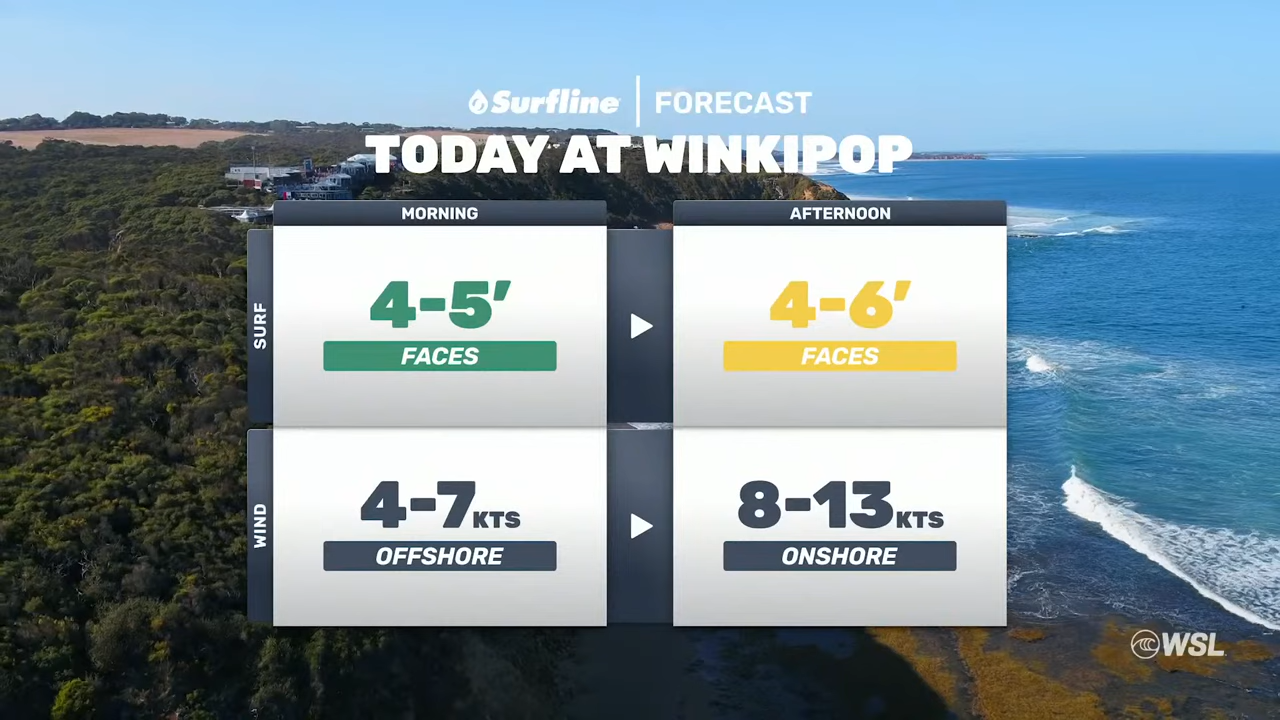 Surfline | FORECAST
TODAY AT WINKIPOP
MORNING
AFTERNOON
SURF
4-5'
FACES
4-6'
FACES
WIND
4-7KTS
OFFSHORE
8-13KTS
ONSHORE
WSL